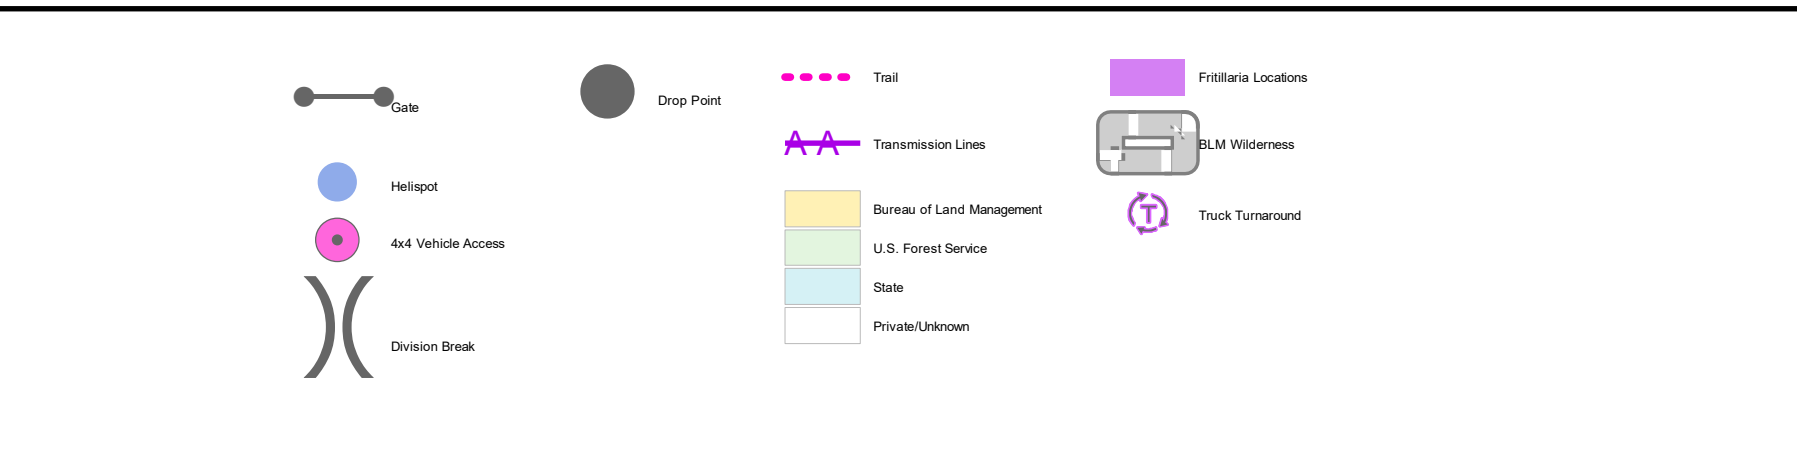 Gate
Helispot
4x4 Vehicle Access
Division Break
Drop Point
Trail
Transmission Lines
Bureau of Land Management
U.S. Forest Service
State
Private/Unknown
Fritillaria Locations
BLM Wilderness
T
Truck Turnaround